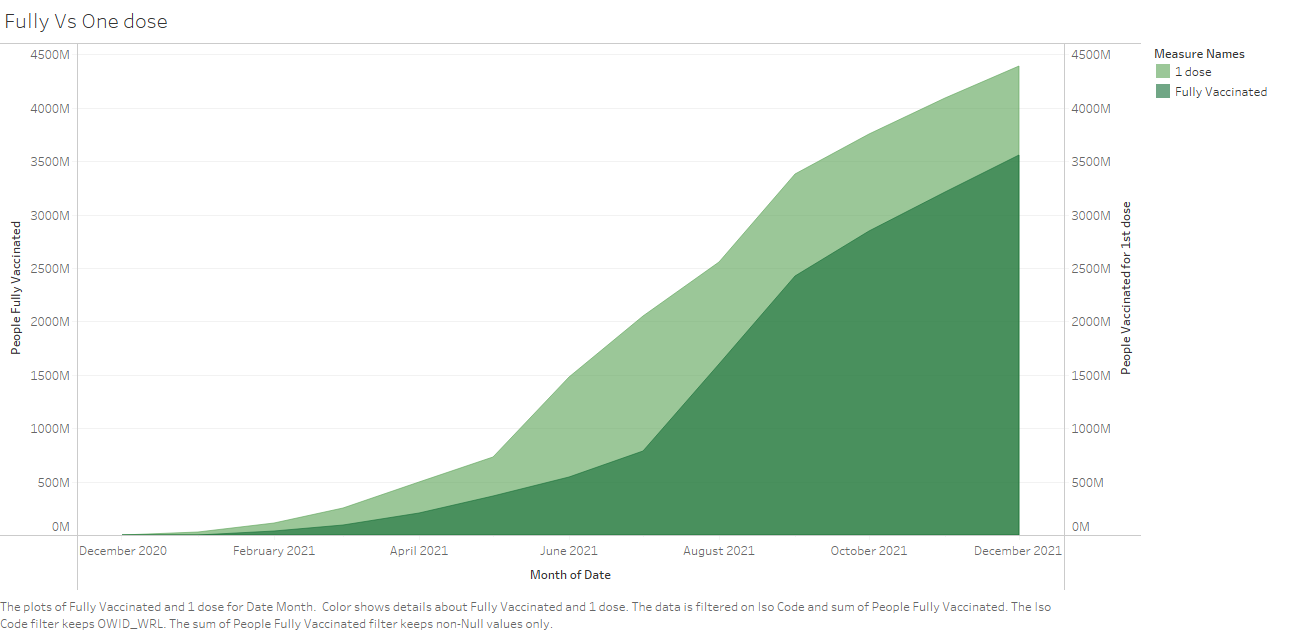 Fully Vs One dose
4500M
4000M
3500M
3000M
2500M
2000M
1500M
1000M
500M
0M
People Fully Vaccinated
4500M
4000M
3500M
3000M
2500M
2000M
1500M
1000M
500M
0M
People Vaccinated for 1st dose
Measure Names
1 dose
Fully Vaccinated
December 2020 February 2021 April 2021 June 2021 August 2021 October 2021 December 2021
Month of Date
The plots of Fully Vaccinated and 1 dose for Date Month. Color shows details about Fully Vaccinated and 1 dose. The data is filtered on Iso Code and sum of People Fully Vaccinated. The Iso
Code filter keeps OWID_WRL. The sum of People Fully Vaccinated filter keeps non-Null values only.